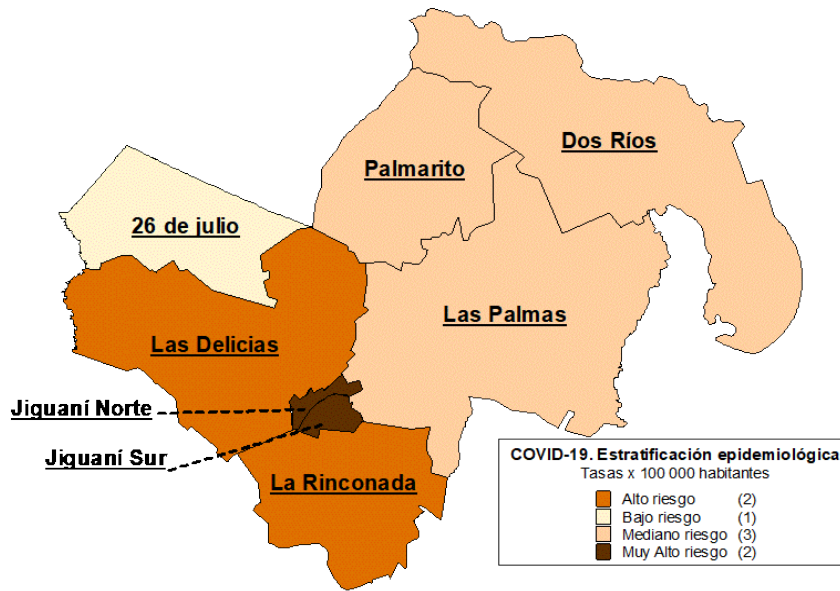 Dos Ríos
Palmarito
26 de julio
Las Palmas
Las Delicias
Jiguaní Norte
Jiguaní Sur
La Rinconada
COVID-19. Estratificación epidemiológica
Tasas x 100 000 habitantes
Alto riesgo (2)
Bajo riesgo (1)
Mediano riesgo (3)
Muy Alto riesgo (2)